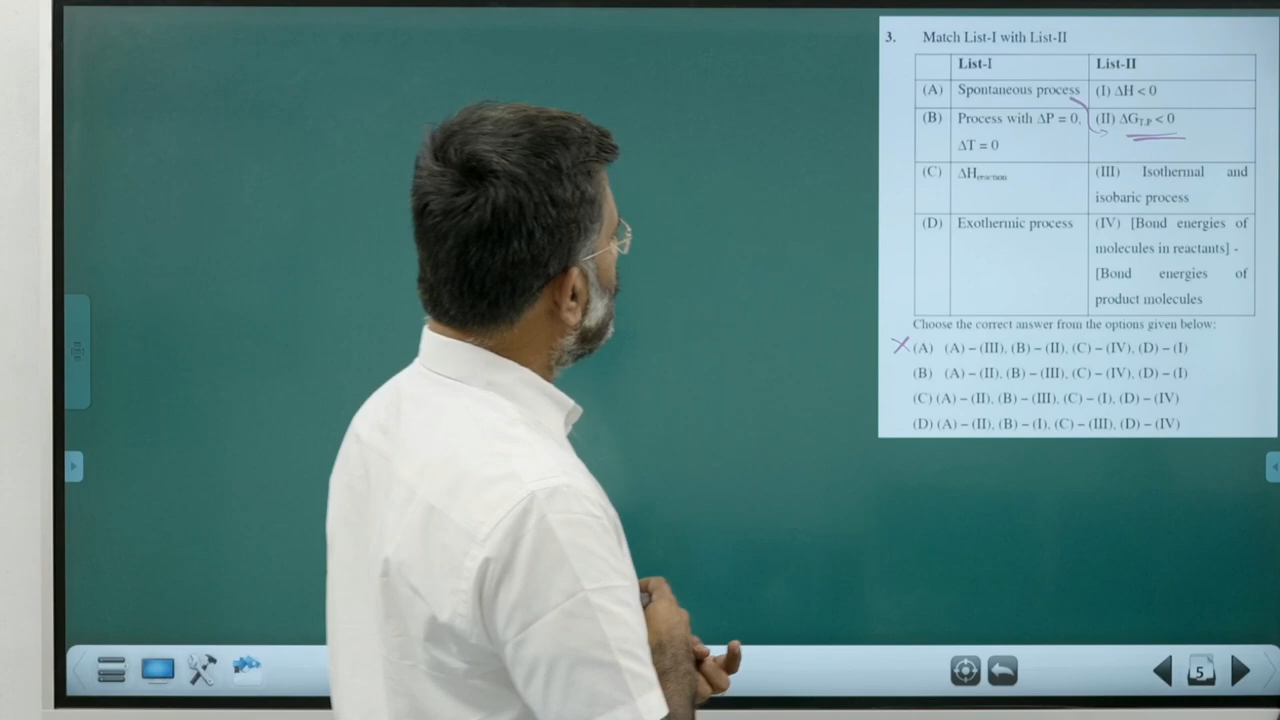 3. Match List-I with List-II
List-I List-II
(A) Spontaneous process (I) ΔH < 0
(B) Process with ΔP = 0, (II) ΔG_T,P < 0
ΔT = 0
(C) ΔH_reaction (III) Isothermal and
isobaric process
(D) Exothermic process (IV) [Bond energies of
molecules in reactants] -
[Bond energies of
product molecules
Choose the correct answer from the options given below:
(A) (A) – (III), (B) – (II), (C) – (IV), (D) – (I)
(B) (A) – (II), (B) – (III), (C) – (IV), (D) – (I)
(C) (A) – (II), (B) – (III), (C) – (I), (D) – (IV)
(D) (A) – (II), (B) – (I), (C) – (III), (D) – (IV)
5